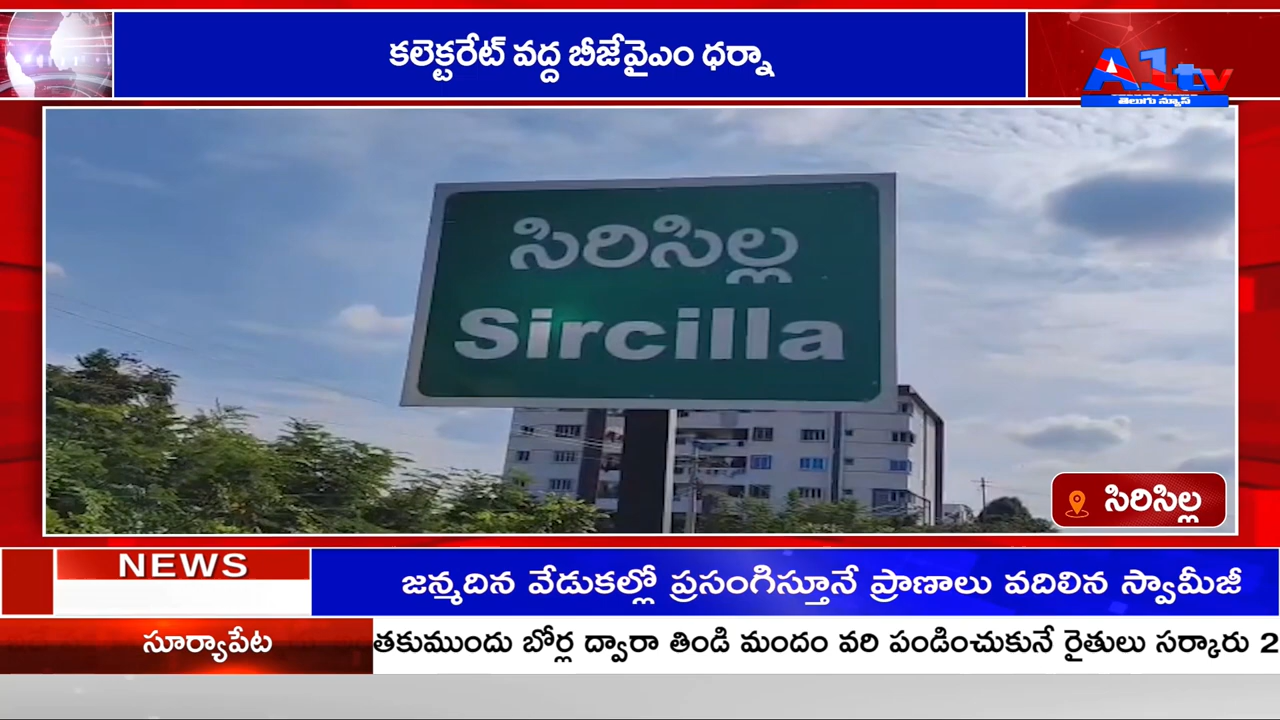 కలెక్టరేట్ వద్ద బీజేవైఎం ధర్నా
A1tv
తెలుగు న్యూస్
సిరిసిల్ల
Sircilla
సిరిసిల్ల
NEWS
జన్మదిన వేడుకల్లో ప్రసంగిస్తూనే ప్రాణాలు వదిలిన స్వామీజీ
సూర్యాపేట
తకుముందు బోర్ల ద్వారా తిండి మందం వరి పండించుకునే రైతులు సర్కారు 2